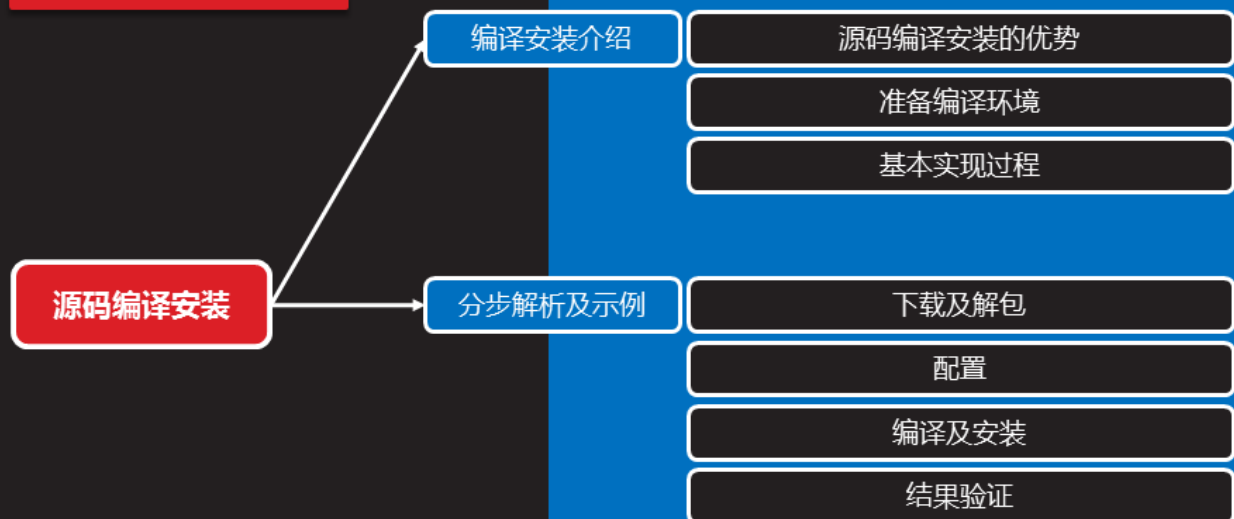 编译安装介绍
源码编译安装的优势
准备编译环境
基本实现过程
源码编译安装
分步解析及示例
下载及解包
配置
编译及安装
结果验证